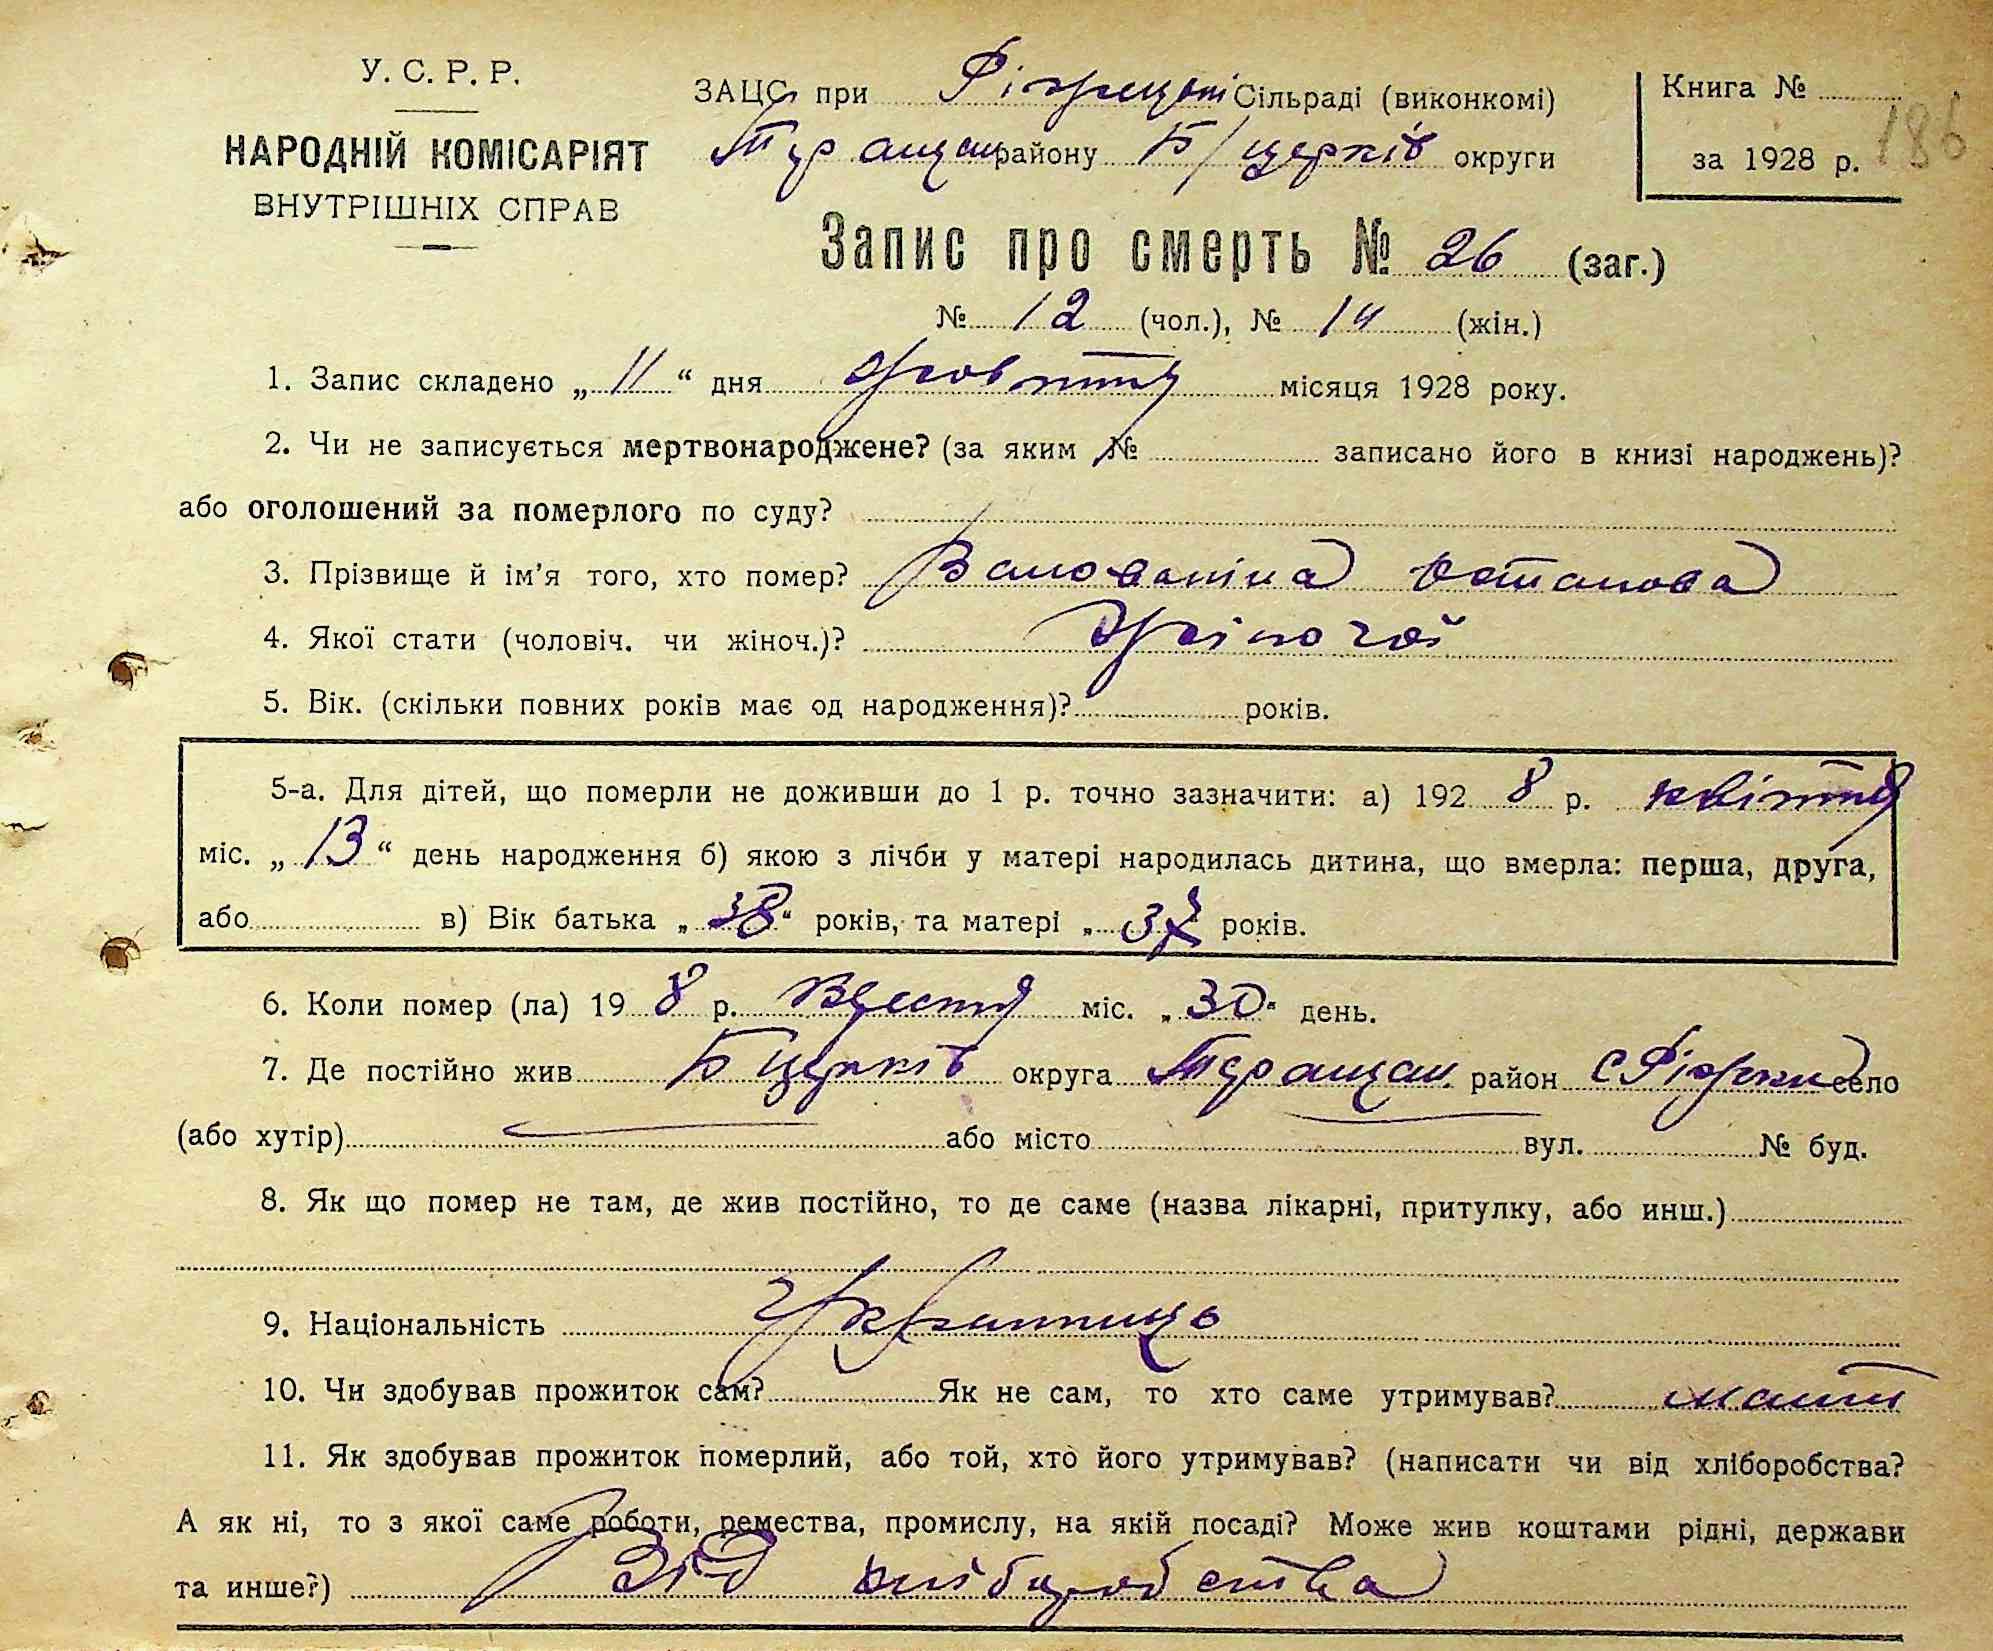 У. С. Р. Р.
НАРОДНІЙ КОМІСАРІЯТ
ВНУТРІШНІХ СПРАВ
ЗАЦС при Сільраді (виконкомі)
Таращан району Б/церків округи
Книга №
за 1928 р.
186
Запис про смерть № 26 (заг.)
№ 12 (чол.), № 14 (жін.)
1. Запис складено „ 11 “ дня жовтня місяця 1928 року.
2. Чи не записується мертвонароджене? (за яким № записано його в книзі народжень)?
або оголошений за померлого по суду?
3. Прізвище й ім'я того, хто помер?
4. Якої стати (чоловіч. чи жіноч.)? Жіночої
5. Вік. (скільки повних років має од народження)? років.
5-а. Для дітей, що померли не доживши до 1 р. точно зазначити: а) 192 8 р. квітня
міс. „ 13 “ день народження б) якою з лічби у матері народилась дитина, що вмерла: перша, друга,
або в) Вік батька „ 38 “ років, та матері „ 37 років.
6. Коли помер (ла) 19 8 р. міс. „ 30 “ день.
7. Де постійно жив Б церків округа Таращан. район с Ріжки село
(або хутір) або місто вул. № буд.
8. Як що помер не там, де жив постійно, то де саме (назва лікарні, притулку, або инш.)
9. Національність
10. Чи здобував прожиток сам? Як не сам, то хто саме утримував? мати
11. Як здобував прожиток померлий, або той, хто його утримував? (написати чи від хліборобства?
А як ні, то з якої саме роботи, ремества, промислу, на якій посаді? Може жив коштами рідні, держави
та инше?) Від хліборобства